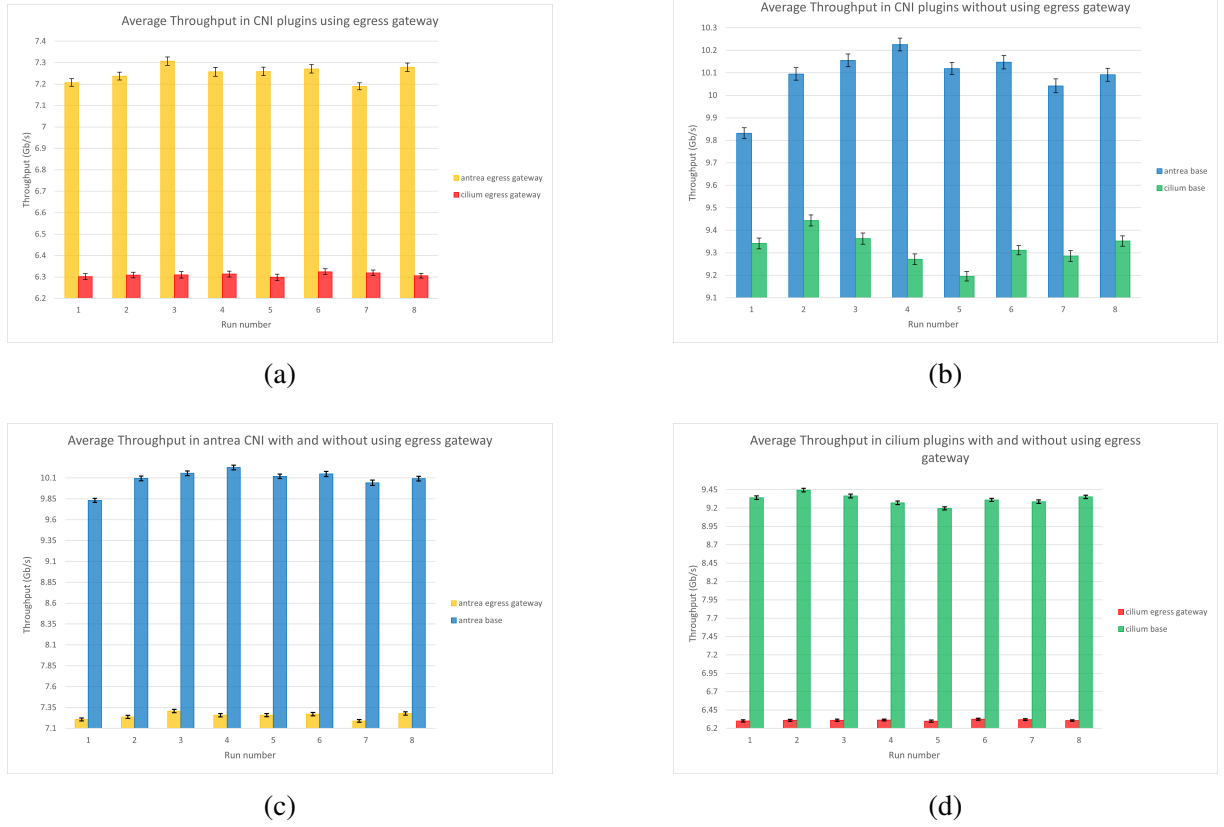 Average Throughput in CNI plugins using egress gateway
7.4
7.3
7.2
7.1
7
6.9
6.8
6.7
6.6
6.5
6.4
6.3
6.2
Throughput (Gb/s)
1 2 3 4 5 6 7 8
Run number
antrea egress gateway
cilium egress gateway
(a)
Average Throughput in CNI plugins without using egress gateway
10.3
10.2
10.1
10
9.9
9.8
9.7
9.6
9.5
9.4
9.3
9.2
9.1
Throughput (Gb/s)
1 2 3 4 5 6 7 8
Run number
antrea base
cilium base
(b)
Average Throughput in antrea CNI with and without using egress gateway
10.1
9.85
9.6
9.35
9.1
8.85
8.6
8.35
8.1
7.85
7.6
7.35
7.1
Throughput (Gb/s)
1 2 3 4 5 6 7 8
Run number
antrea egress gateway
antrea base
(c)
Average Throughput in cilium plugins with and without using egress
gateway
9.45
9.2
8.95
8.7
8.45
8.2
7.95
7.7
7.45
7.2
6.95
6.7
6.45
6.2
Throughput (Gb/s)
1 2 3 4 5 6 7 8
Run number
cilium egress gateway
cilium base
(d)